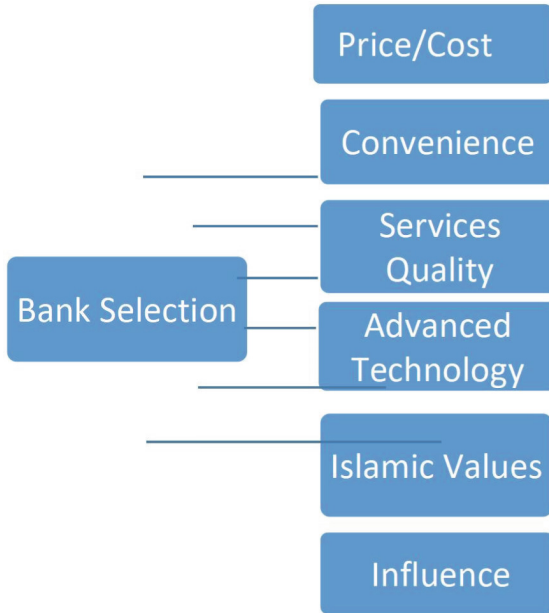 Price/Cost
Convenience
Services
Quality
Bank Selection
Advanced
Technology
Islamic Values
Influence